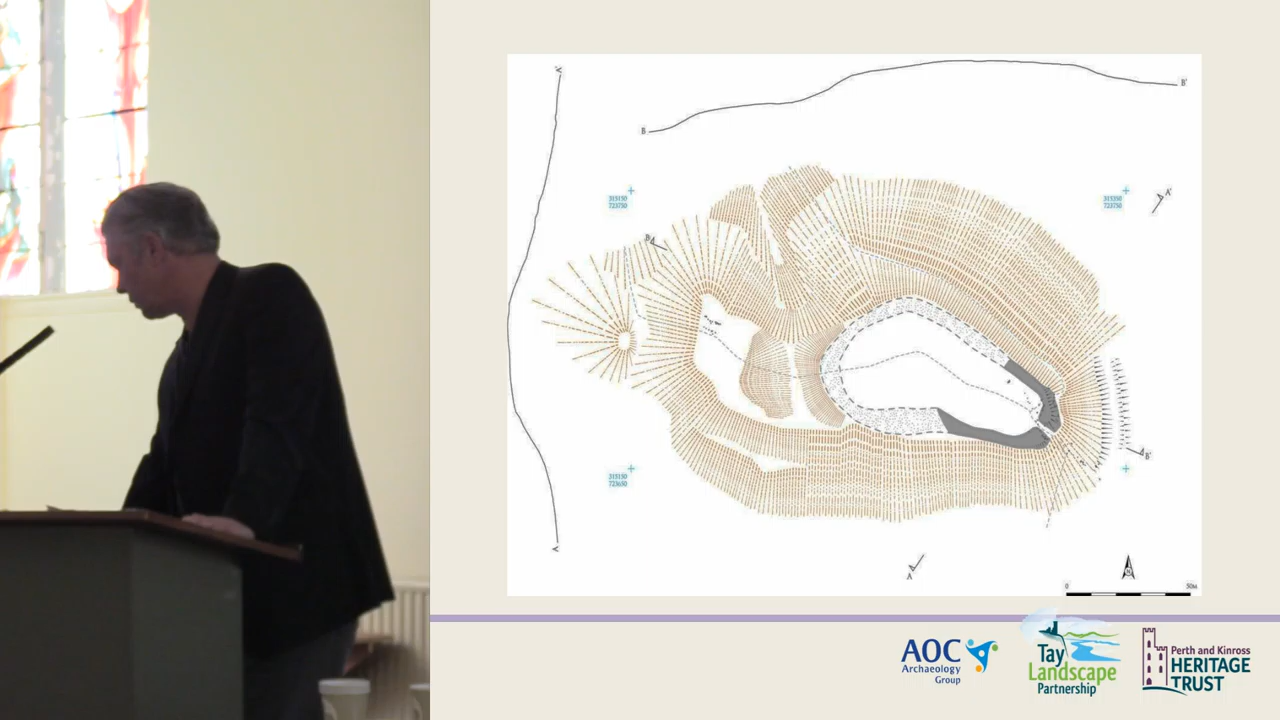 A'
B'
B
315150
723750
315350
723750
A'
B
B'
315150
723650
A
A
N
0
50m
AOC
Archaeology
Group
Tay
Landscape
Partnership
Perth and Kinross
HERITAGE
TRUST